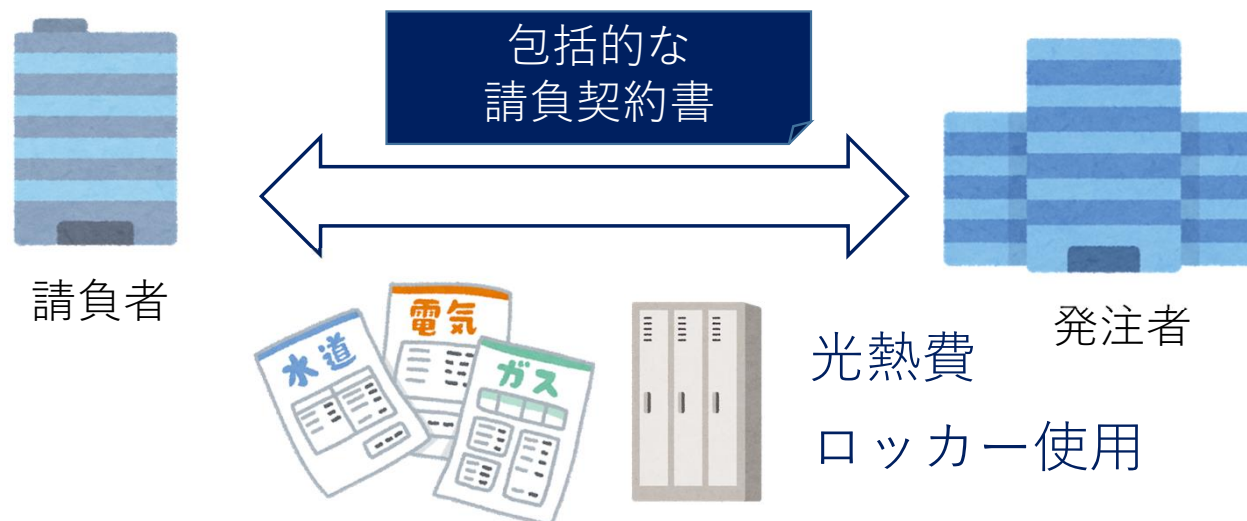 包括的な
請負契約書
請負者
発注者
水道
電気
ガス
光熱費
ロッカー使用